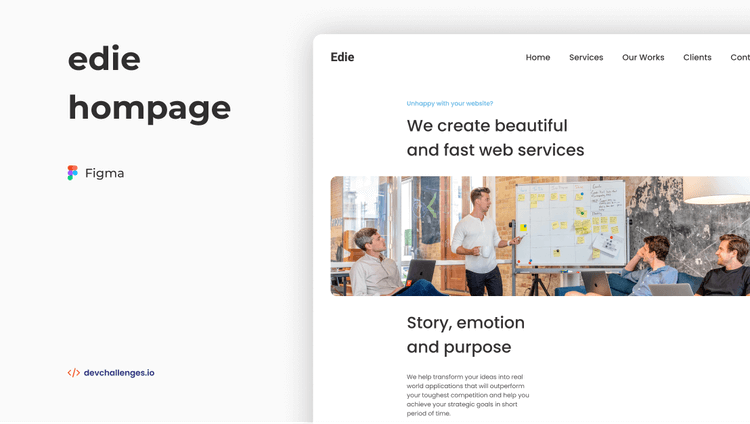 edie
hompage
Figma
devchallenges.io
Edie
Home Services Our Works Clients
Unhappy with your website?
We create beautiful
and fast web services
Story, emotion
and purpose
We help transform your ideas into real
world applications that will outperform
your toughest competition and help you
achieve your strategic goals in short
period of time.